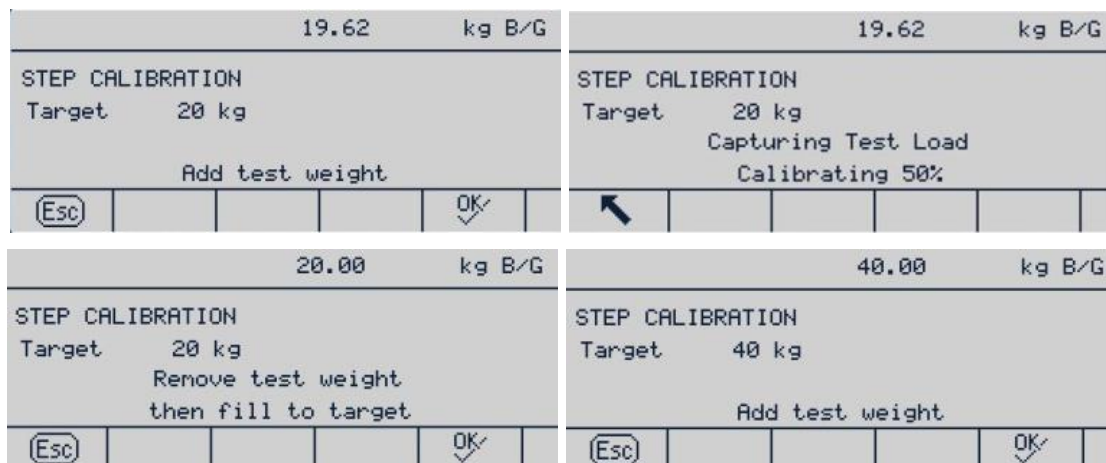 19.62 kg B/G
STEP CALIBRATION
Target 20 kg
Add test weight
Esc OK
19.62 kg B/G
STEP CALIBRATION
Target 20 kg
Capturing Test Load
Calibrating 50%
20.00 kg B/G
STEP CALIBRATION
Target 20 kg
Remove test weight
then fill to target
Esc OK
40.00 kg B/G
STEP CALIBRATION
Target 40 kg
Add test weight
Esc OK